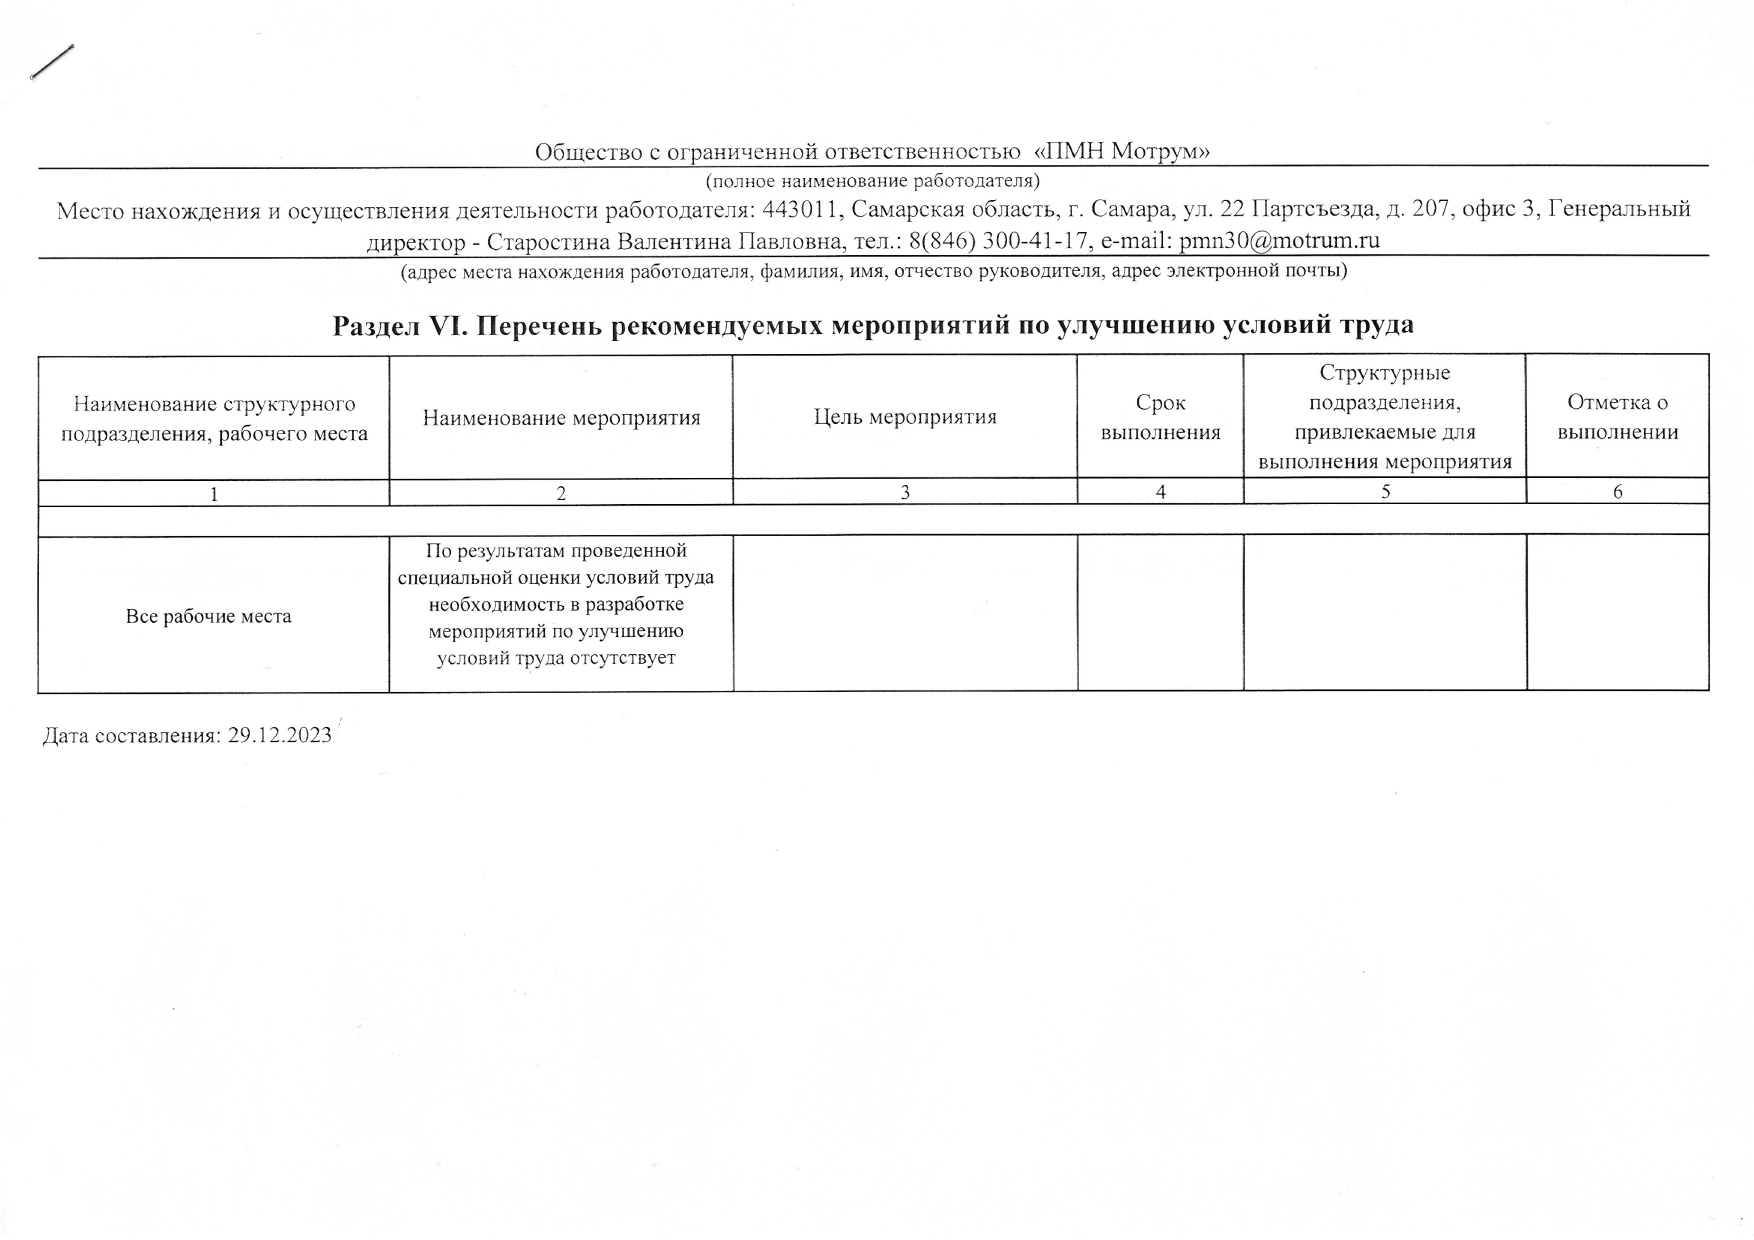 Общество с ограниченной ответственностью «ПМН Мотрум»
(полное наименование работодателя)
Место нахождения и осуществления деятельности работодателя: 443011, Самарская область, г. Самара, ул. 22 Партсъезда, д. 207, офис 3, Генеральный
директор - Старостина Валентина Павловна, тел.: 8(846) 300-41-17, e-mail: pmn30@motrum.ru
(адрес места нахождения работодателя, фамилия, имя, отчество руководителя, адрес электронной почты)
Раздел VI. Перечень рекомендуемых мероприятий по улучшению условий труда
Наименование структурного
подразделения, рабочего места
Наименование мероприятия
Цель мероприятия
Срок
выполнения
Структурные
подразделения,
привлекаемые для
выполнения мероприятия
Отметка о
выполнении
1
2
3
4
5
6
Все рабочие места
По результатам проведенной
специальной оценки условий труда
необходимость в разработке
мероприятий по улучшению
условий труда отсутствует
Дата составления: 29.12.2023